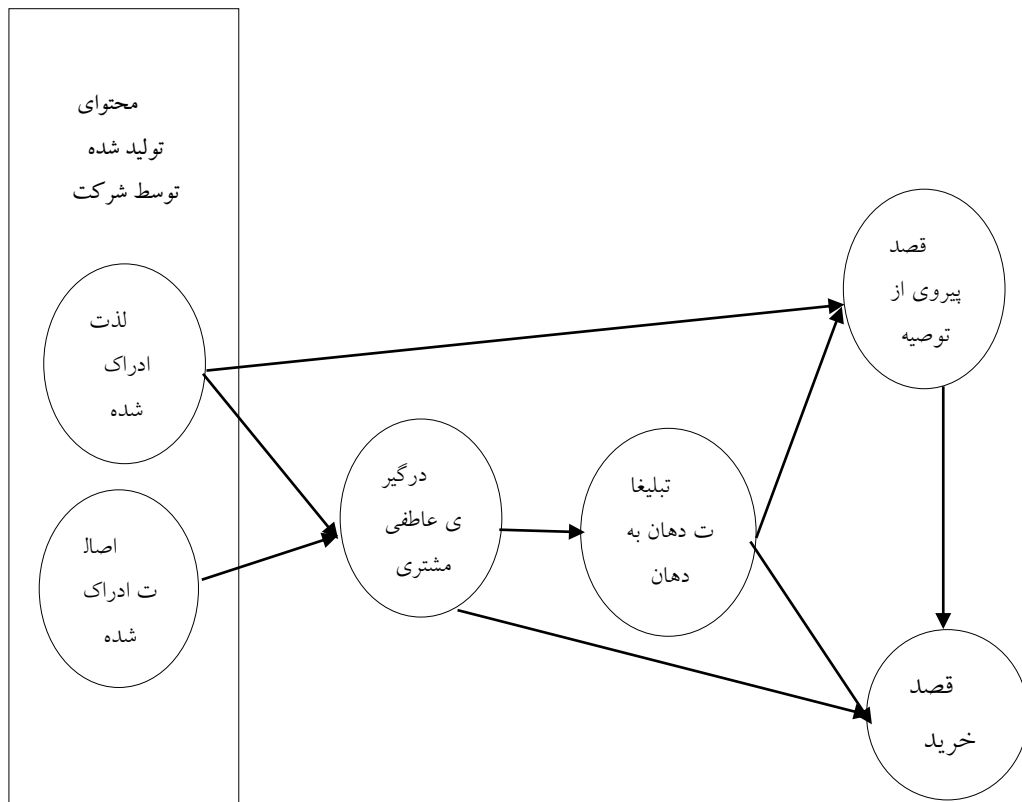 محتوای
تولید شده
توسط شرکت
لذت
ادراک
شده
اصال
ت ادراک
شده
درگیر
ی عاطفی
مشتری
تبلیغا
ت دهان به
دهان
قصد
پیروی از
توصیه
قصد
خرید